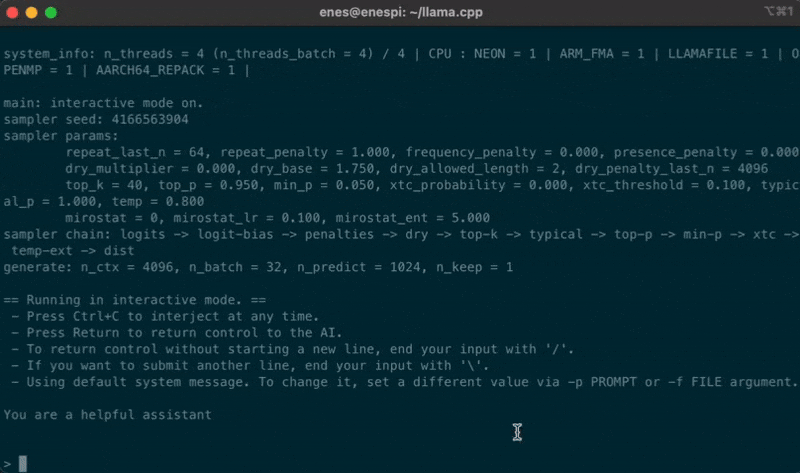 enes@enespi: ~/llama.cpp
⌥⌘1
system_info: n_threads = 4 (n_threads_batch = 4) / 4 | CPU : NEON = 1 | ARM_FMA = 1 | LLAMAFILE = 1 | O
PENMP = 1 | AARCH64_REPACK = 1 |
main: interactive mode on.
sampler seed: 4166563904
sampler params:
repeat_last_n = 64, repeat_penalty = 1.000, frequency_penalty = 0.000, presence_penalty = 0.000
dry_multiplier = 0.000, dry_base = 1.750, dry_allowed_length = 2, dry_penalty_last_n = 4096
top_k = 40, top_p = 0.950, min_p = 0.050, xtc_probability = 0.000, xtc_threshold = 0.100, typic
al_p = 1.000, temp = 0.800
mirostat = 0, mirostat_lr = 0.100, mirostat_ent = 5.000
sampler chain: logits -> logit-bias -> penalties -> dry -> top-k -> typical -> top-p -> min-p -> xtc ->
temp-ext -> dist
generate: n_ctx = 4096, n_batch = 32, n_predict = 1024, n_keep = 1
== Running in interactive mode. ==
- Press Ctrl+C to interject at any time.
- Press Return to return control to the AI.
- To return control without starting a new line, end your input with '/'.
- If you want to submit another line, end your input with '\'.
- Using default system message. To change it, set a different value via -p PROMPT or -f FILE argument.
You are a helpful assistant
>